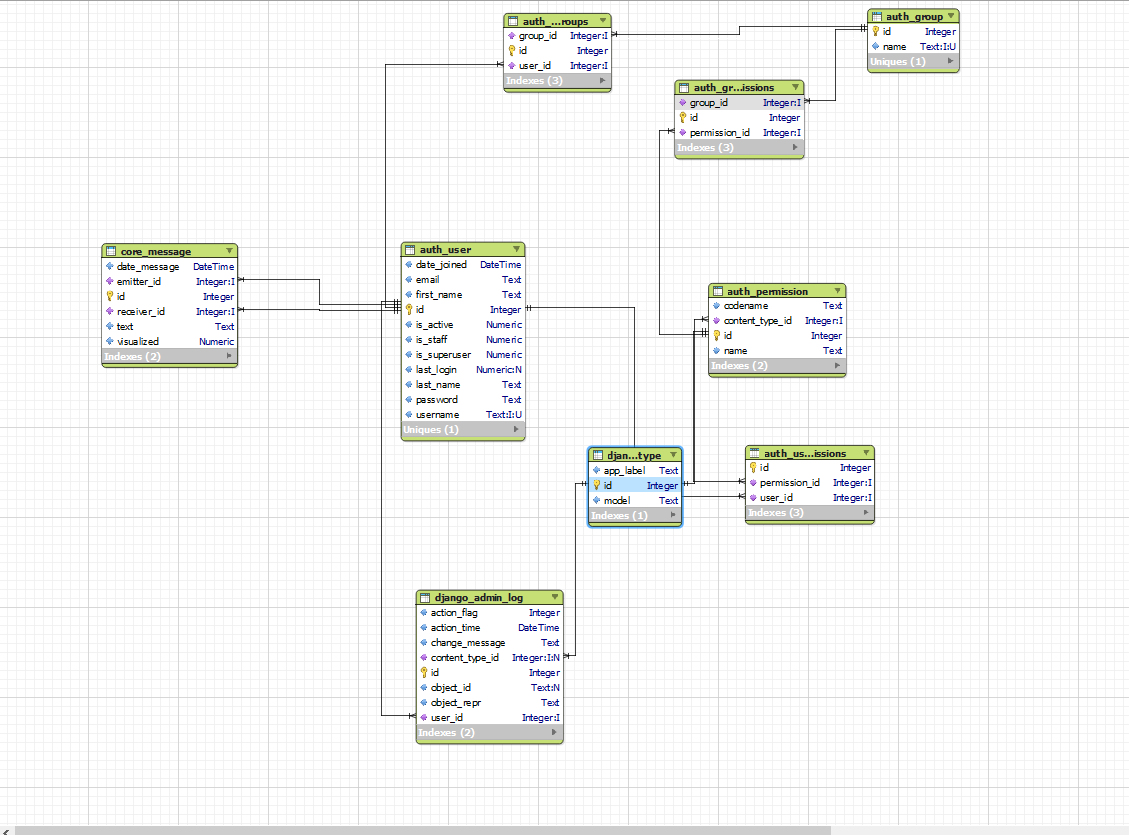 auth_...roups
group_id Integer:I
id Integer
user_id Integer:I
Indexes (3)
auth_group
id Integer
name Text:I:U
Uniques (1)
auth_gr...issions
group_id Integer:I
id Integer
permission_id Integer:I
Indexes (3)
core_message
date_message DateTime
emitter_id Integer:I
id Integer
receiver_id Integer:I
text Text
visualized Numeric
Indexes (2)
auth_user
date_joined DateTime
email Text
first_name Text
id Integer
is_active Numeric
is_staff Numeric
is_superuser Numeric
last_login Numeric:N
last_name Text
password Text
username Text:I:U
Uniques (1)
auth_permission
codename Text
content_type_id Integer:I
id Integer
name Text
Indexes (2)
djan...type
app_label Text
id Integer
model Text
Indexes (1)
auth_us...issions
id Integer
permission_id Integer:I
user_id Integer:I
Indexes (3)
django_admin_log
action_flag Integer
action_time DateTime
change_message Text
content_type_id Integer:I:N
id Integer
object_id Text:N
object_repr Text
user_id Integer:I
Indexes (2)